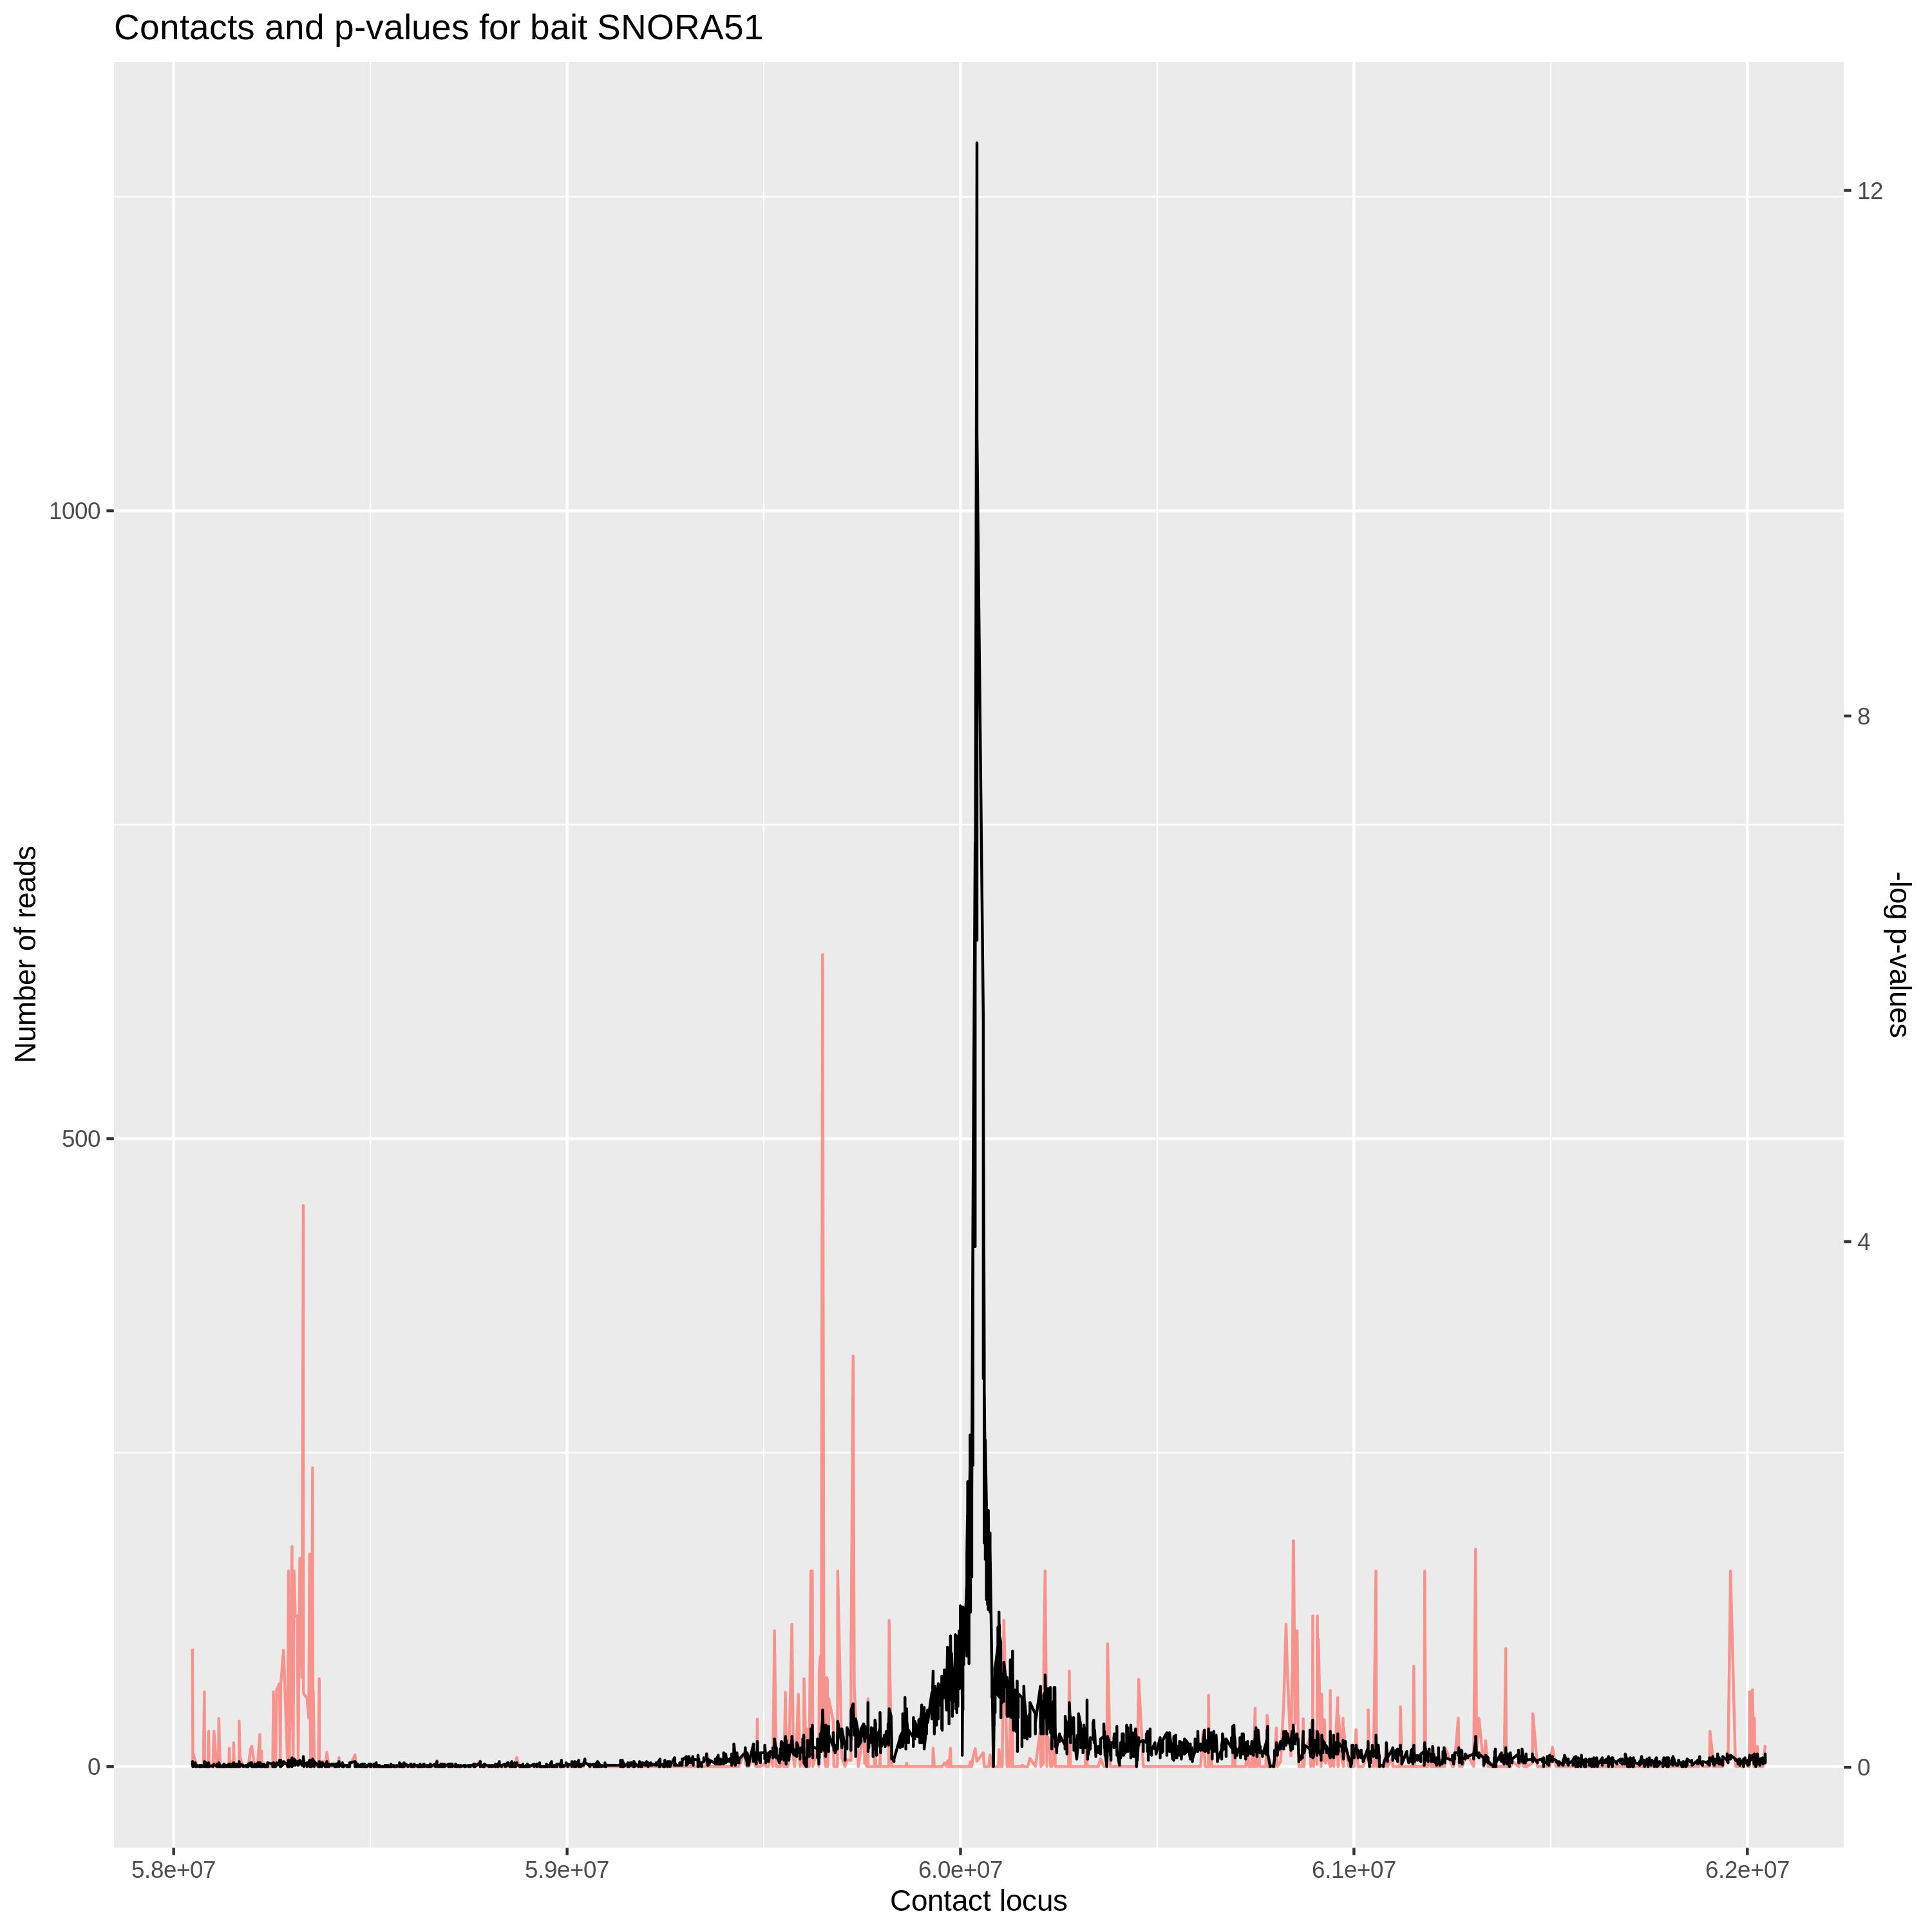 Contacts and p-values for bait SNORA51
Number of reads
1000
500
0
12
8
4
0
-log p-values
5.8e+07 5.9e+07 6.0e+07 6.1e+07 6.2e+07
Contact locus